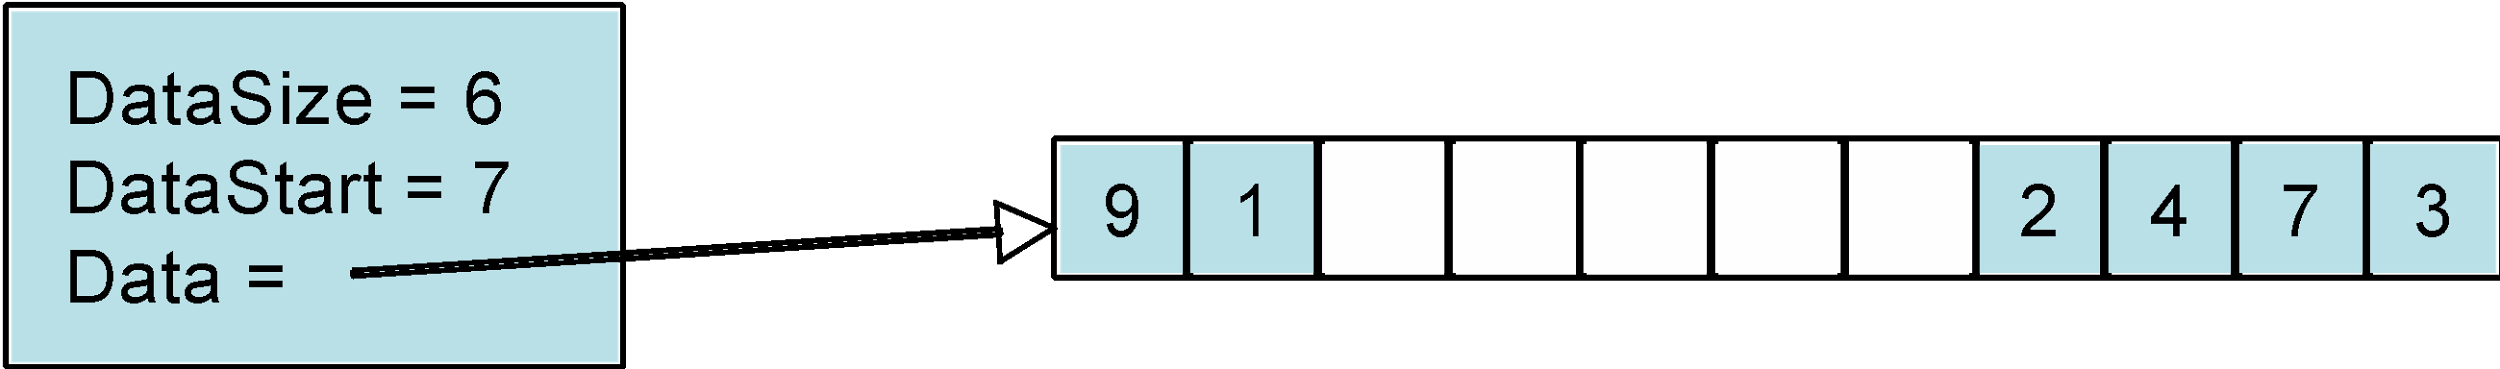 DataSize = 6
DataStart = 7
Data =
9 1 2 4 7 3